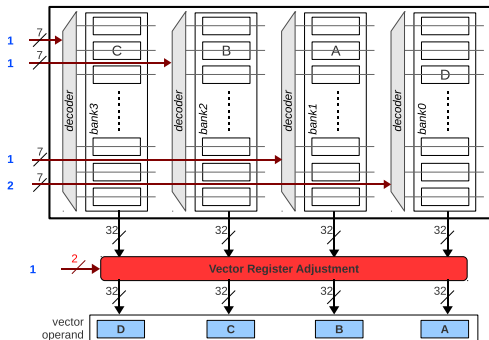 1 7
1 7
C B A
D
decoder bank3 decoder bank2 decoder bank1 decoder bank0
1 7
2 7
32 32 32 32
1 2 Vector Register Adjustment
32 32 32 32
vector
operand D C B A